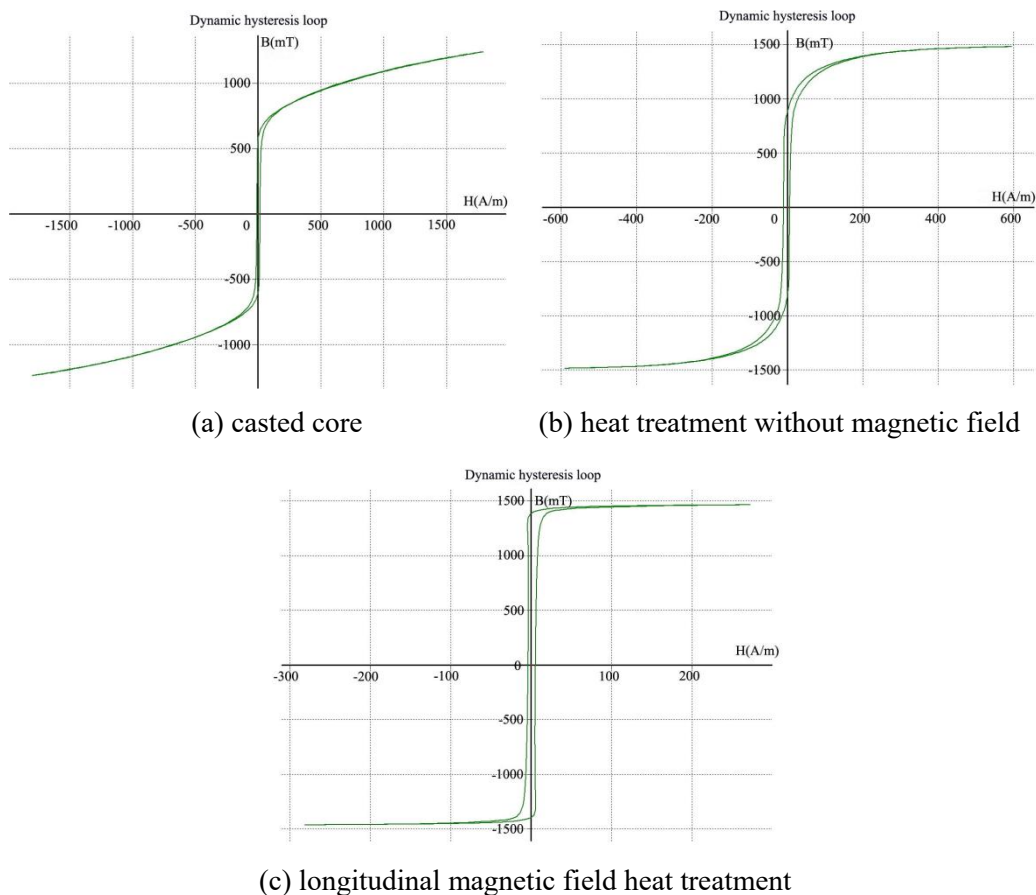 Dynamic hysteresis loop
B(mT)
1000
500
H(A/m)
-1500 -1000 -500 0 500 1000 1500
-500
-1000
(a) casted core
Dynamic hysteresis loop
1500 B(mT)
1000
500
H(A/m)
-600 -400 -200 0 200 400 600
-500
-1000
-1500
(b) heat treatment without magnetic field
Dynamic hysteresis loop
1500 B(mT)
1000
500
0 H(A/m)
-300 -200 -100 100 200
-500
-1000
-1500
(c) longitudinal magnetic field heat treatment